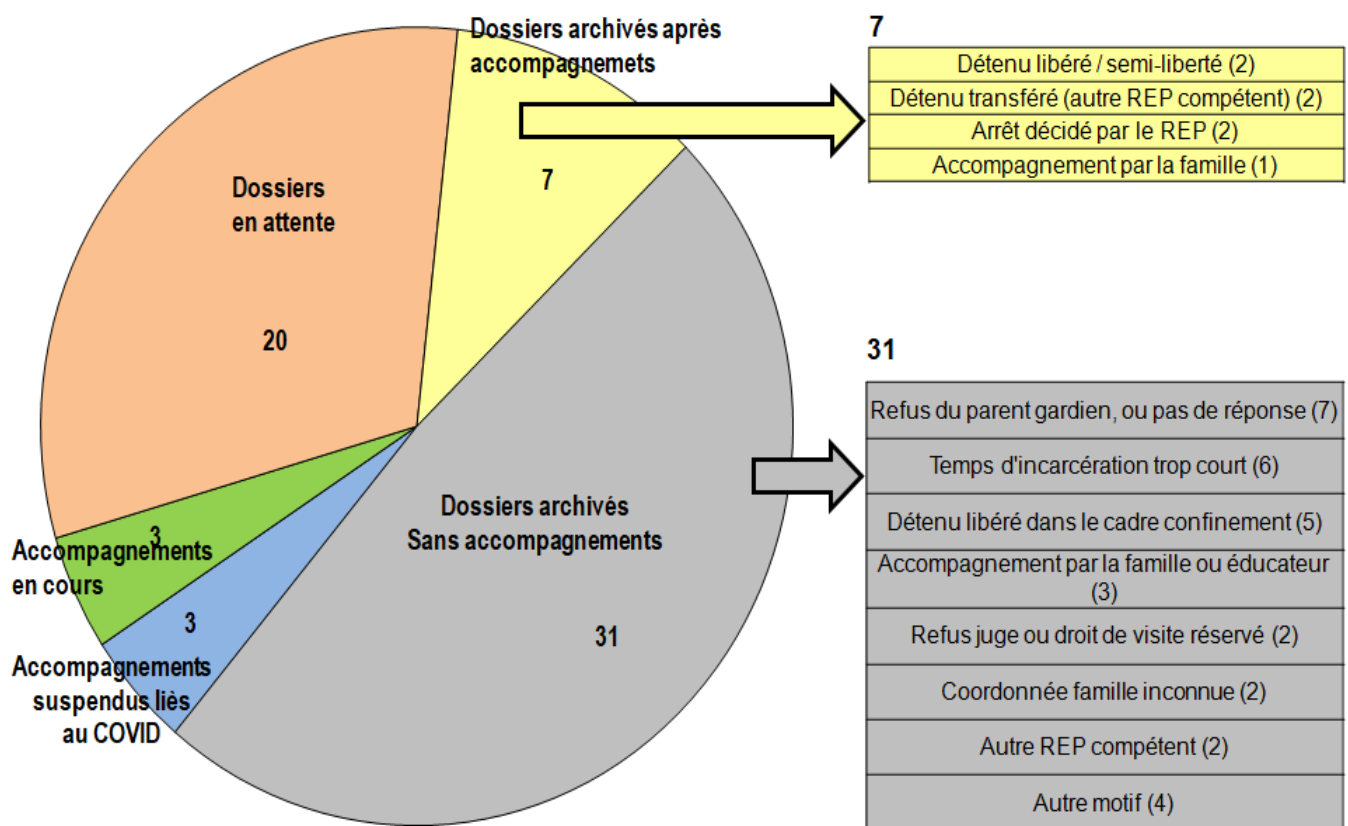 Dossiers archivés après
accompagnemets
7
Dossiers
en attente
20
Accompagnements
en cours
3
Accompagnements
suspendus liès
au COVID
3
Dossiers archivés
Sans accompagnements
31
7
Détenu libéré / semi-liberté (2)
Détenu transféré (autre REP compétent) (2)
Arrêt décidé par le REP (2)
Accompagnement par la famille (1)
31
Refus du parent gardien, ou pas de réponse (7)
Temps d'incarcération trop court (6)
Détenu libéré dans le cadre confinement (5)
Accompagnement par la famille ou éducateur
(3)
Refus juge ou droit de visite réservé (2)
Coordonnée famille inconnue (2)
Autre REP compétent (2)
Autre motif (4)